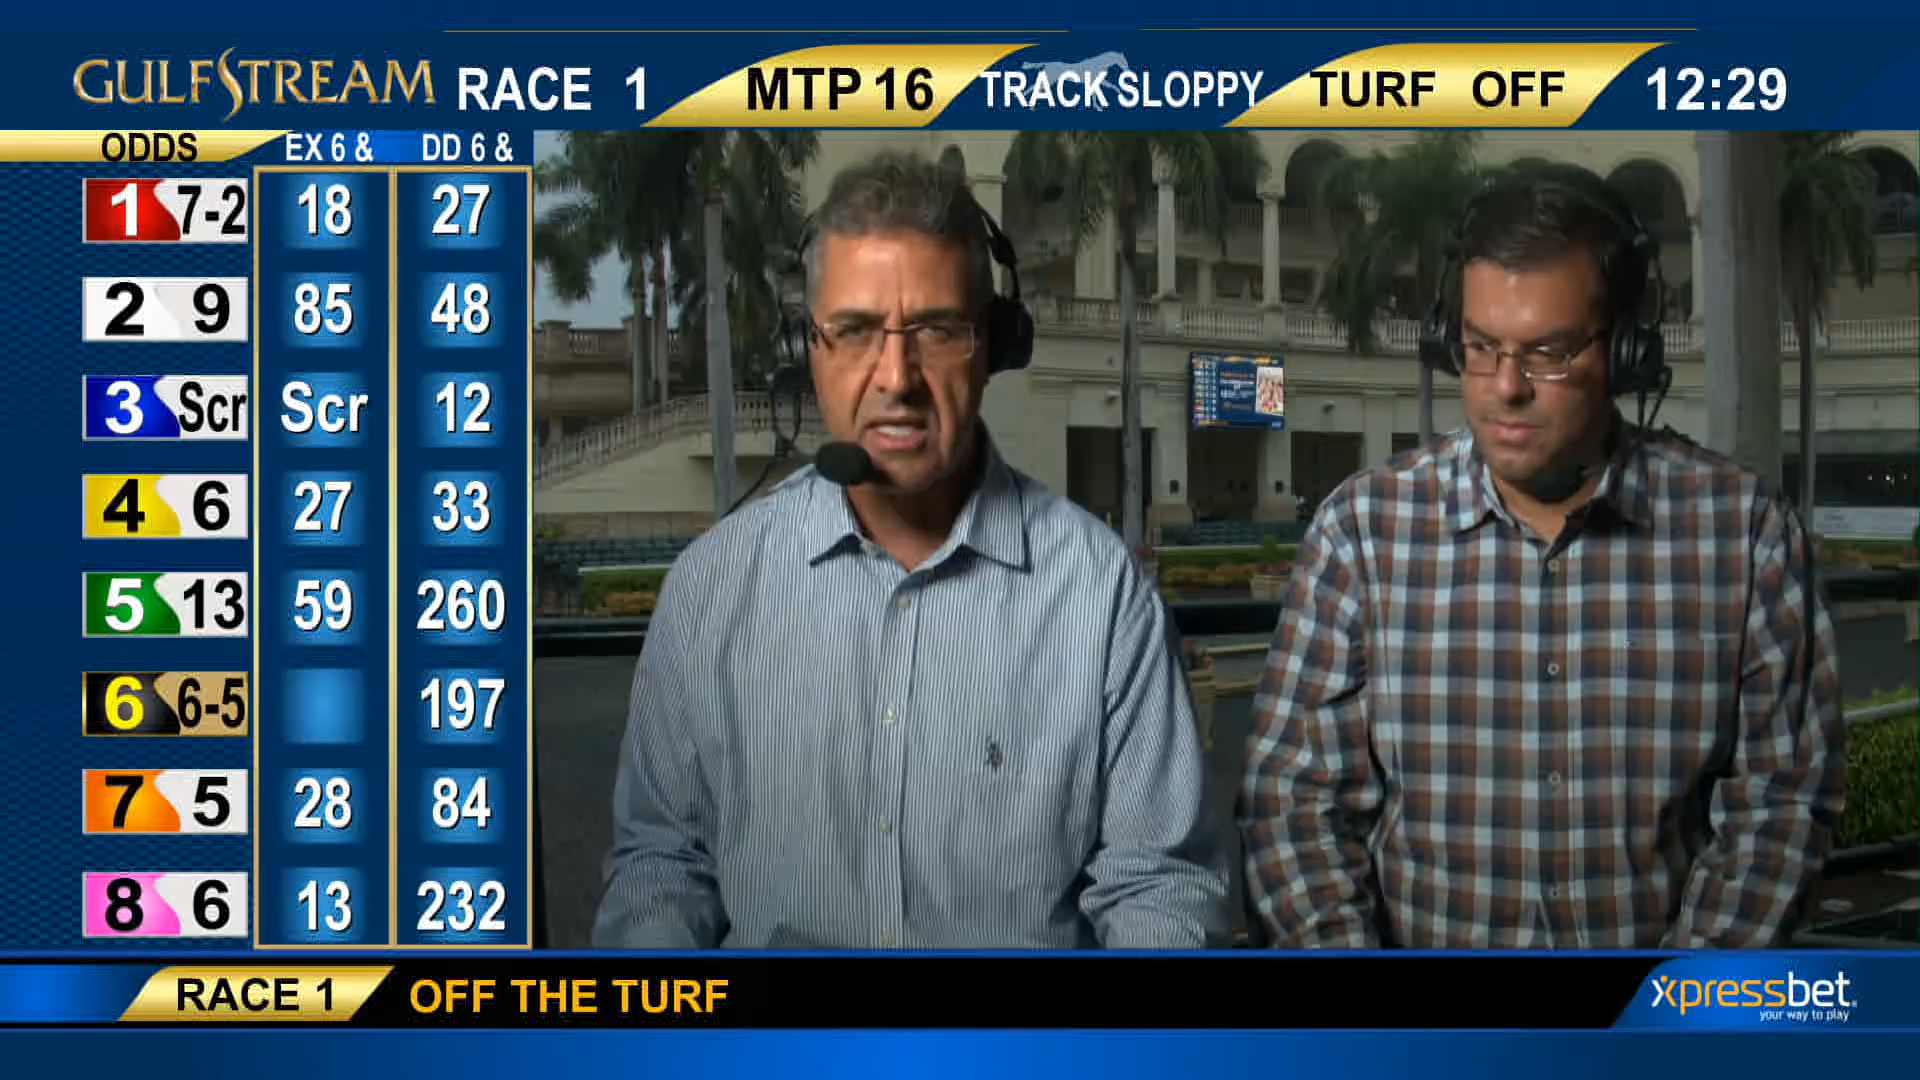 GULFSTREAM RACE 1 MTP 16 TRACK SLOPPY TURF OFF 12:29
ODDS EX 6 & DD 6 &
1 7-2 18 27
2 9 85 48
3 Scr Scr 12
4 6 27 33
5 13 59 260
6 6-5 197
7 5 28 84
8 6 13 232
RACE 1 OFF THE TURF
xpressbet.
your way to play